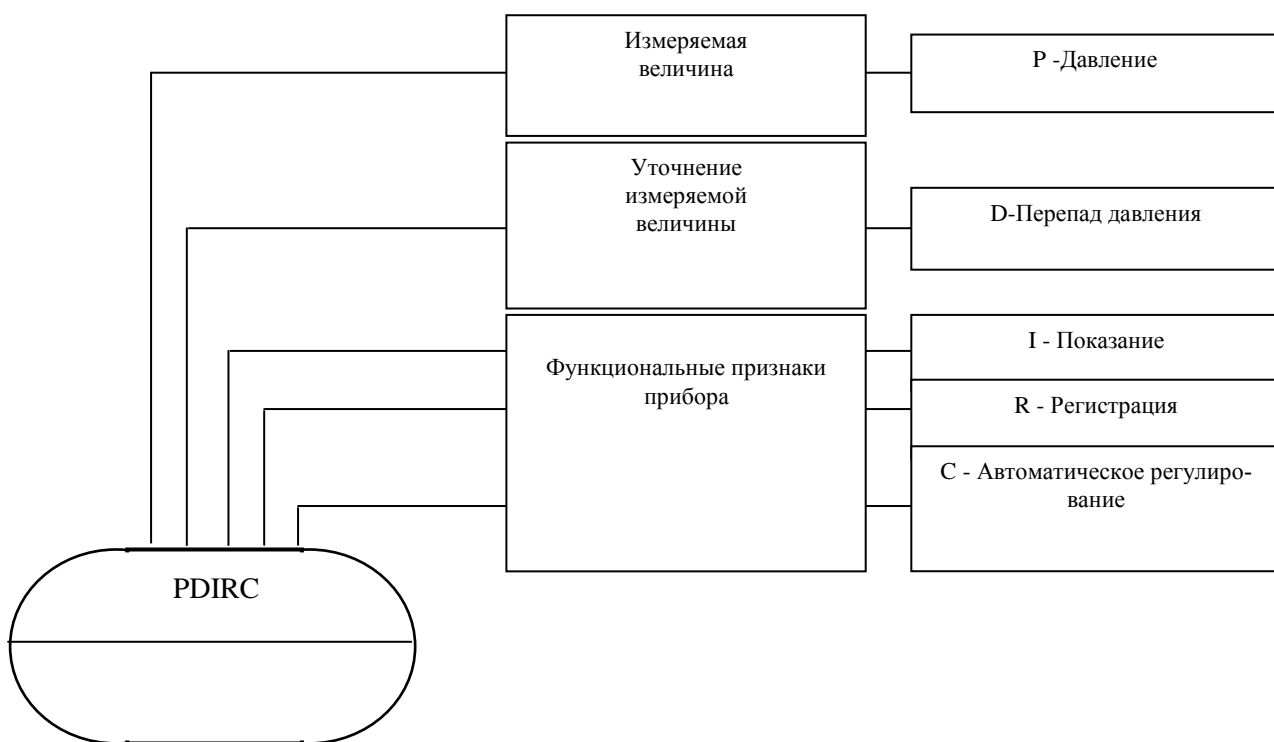 Измеряемая
величина
P -Давление
Уточнение
измеряемой
величины
D-Перепад давления
Функциональные признаки
прибора
I - Показание
R - Регистрация
C - Автоматическое регулиро-
вание
PDIRC